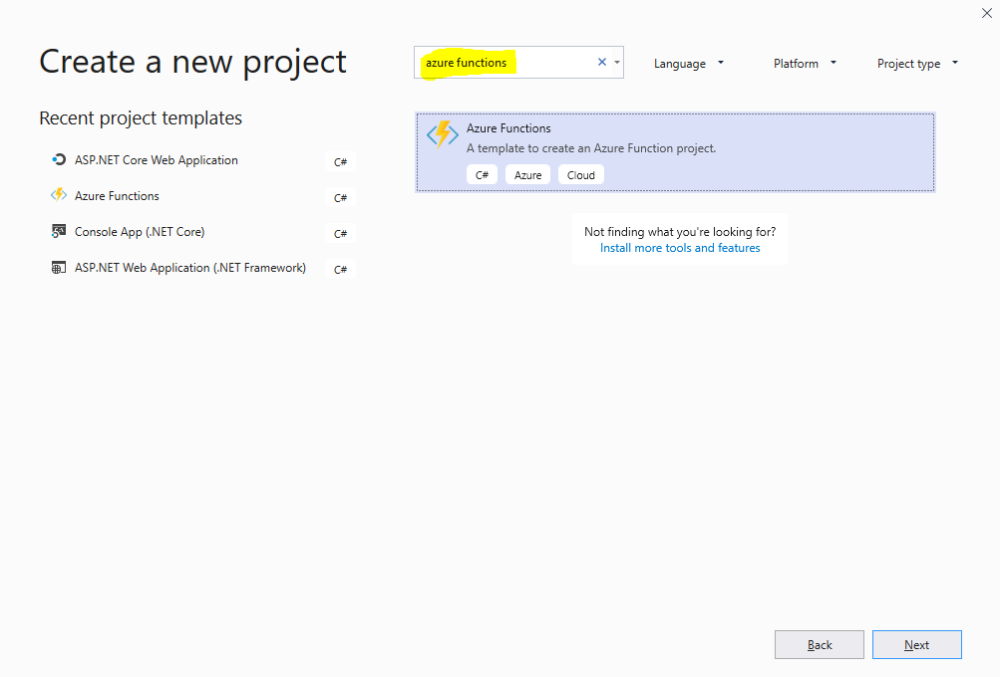 Create a new project
azure functions
Language
Platform
Project type
Recent project templates
ASP.NET Core Web Application C#
Azure Functions C#
Console App (.NET Core) C#
ASP.NET Web Application (.NET Framework) C#
Azure Functions
A template to create an Azure Function project.
C# Azure Cloud
Not finding what you're looking for?
Install more tools and features
Back Next